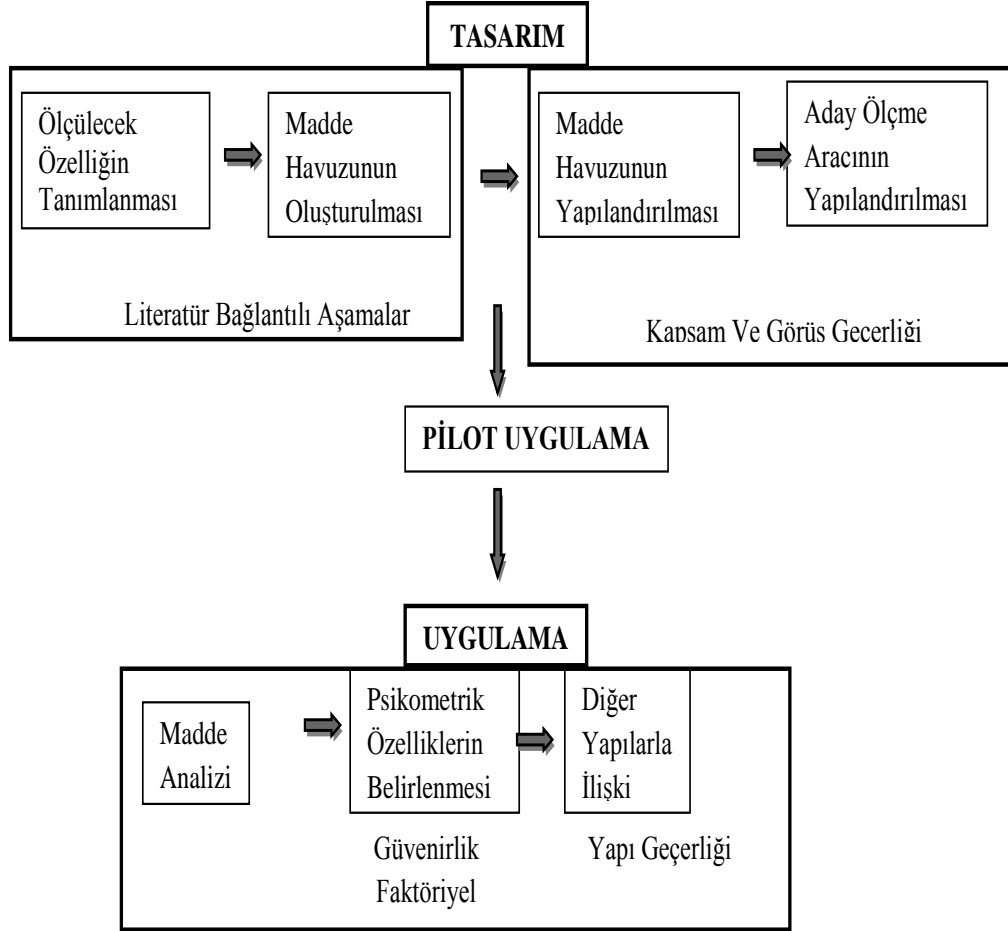 TASARIM
Ölçülecek
Özelliğin
Tanımlanması
Madde
Havuzunun
Oluşturulması
Literatür Bağlantılı Aşamalar
Madde
Havuzunun
Yapılandırılması
Aday Ölçme
Aracının
Yapılandırılması
Kapsam Ve Görüş Geçerliği
PİLOT UYGULAMA
UYGULAMA
Madde
Analizi
Psikometrik
Özelliklerin
Belirlenmesi
Güvenirlik
Faktöriyel
Diğer
Yapılarla
İlişki
Yapı Geçerliği